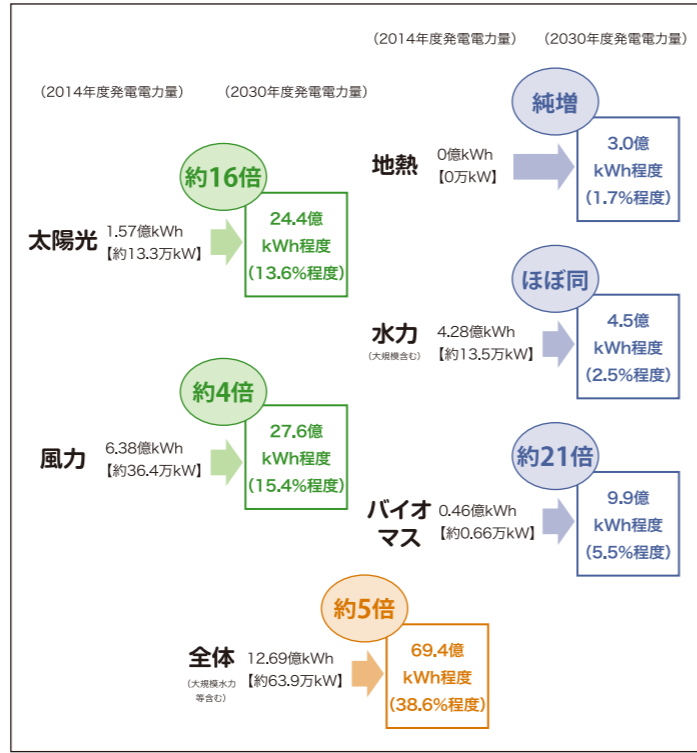 (2014年度発電電力量)
(2030年度発電電力量)
太陽光
1.57億kWh
【約13.3万kW】
約16倍
24.4億
kWh程度
(13.6%程度)
風力
6.38億kWh
【約36.4万kW】
約4倍
27.6億
kWh程度
(15.4%程度)
(2014年度発電電力量)
(2030年度発電電力量)
地熱
0億kWh
【0万kW】
純増
3.0億
kWh程度
(1.7%程度)
水力
(大規模含む)
4.28億kWh
【約13.5万kW】
ほぼ同
4.5億
kWh程度
(2.5%程度)
バイオ
マス
0.46億kWh
【約0.66万kW】
約21倍
9.9億
kWh程度
(5.5%程度)
全体
(大規模水力
等含む)
12.69億kWh
【約63.9万kW】
約5倍
69.4億
kWh程度
(38.6%程度)